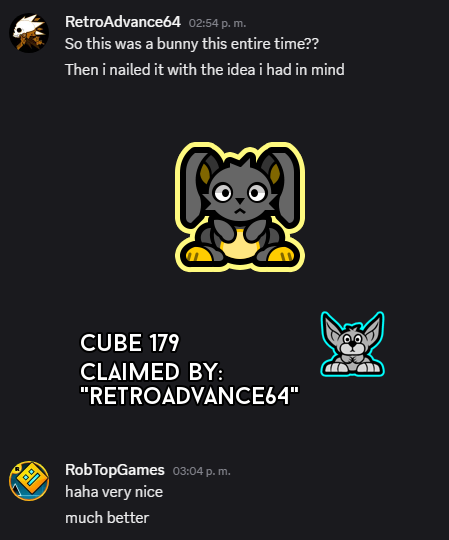 RetroAdvance64 02:54 p. m.
So this was a bunny this entire time??
Then i nailed it with the idea i had in mind
CUBE 179
CLAIMED BY:
"RETROADVANCE64"
RobTopGames 03:04 p. m.
haha very nice
much better